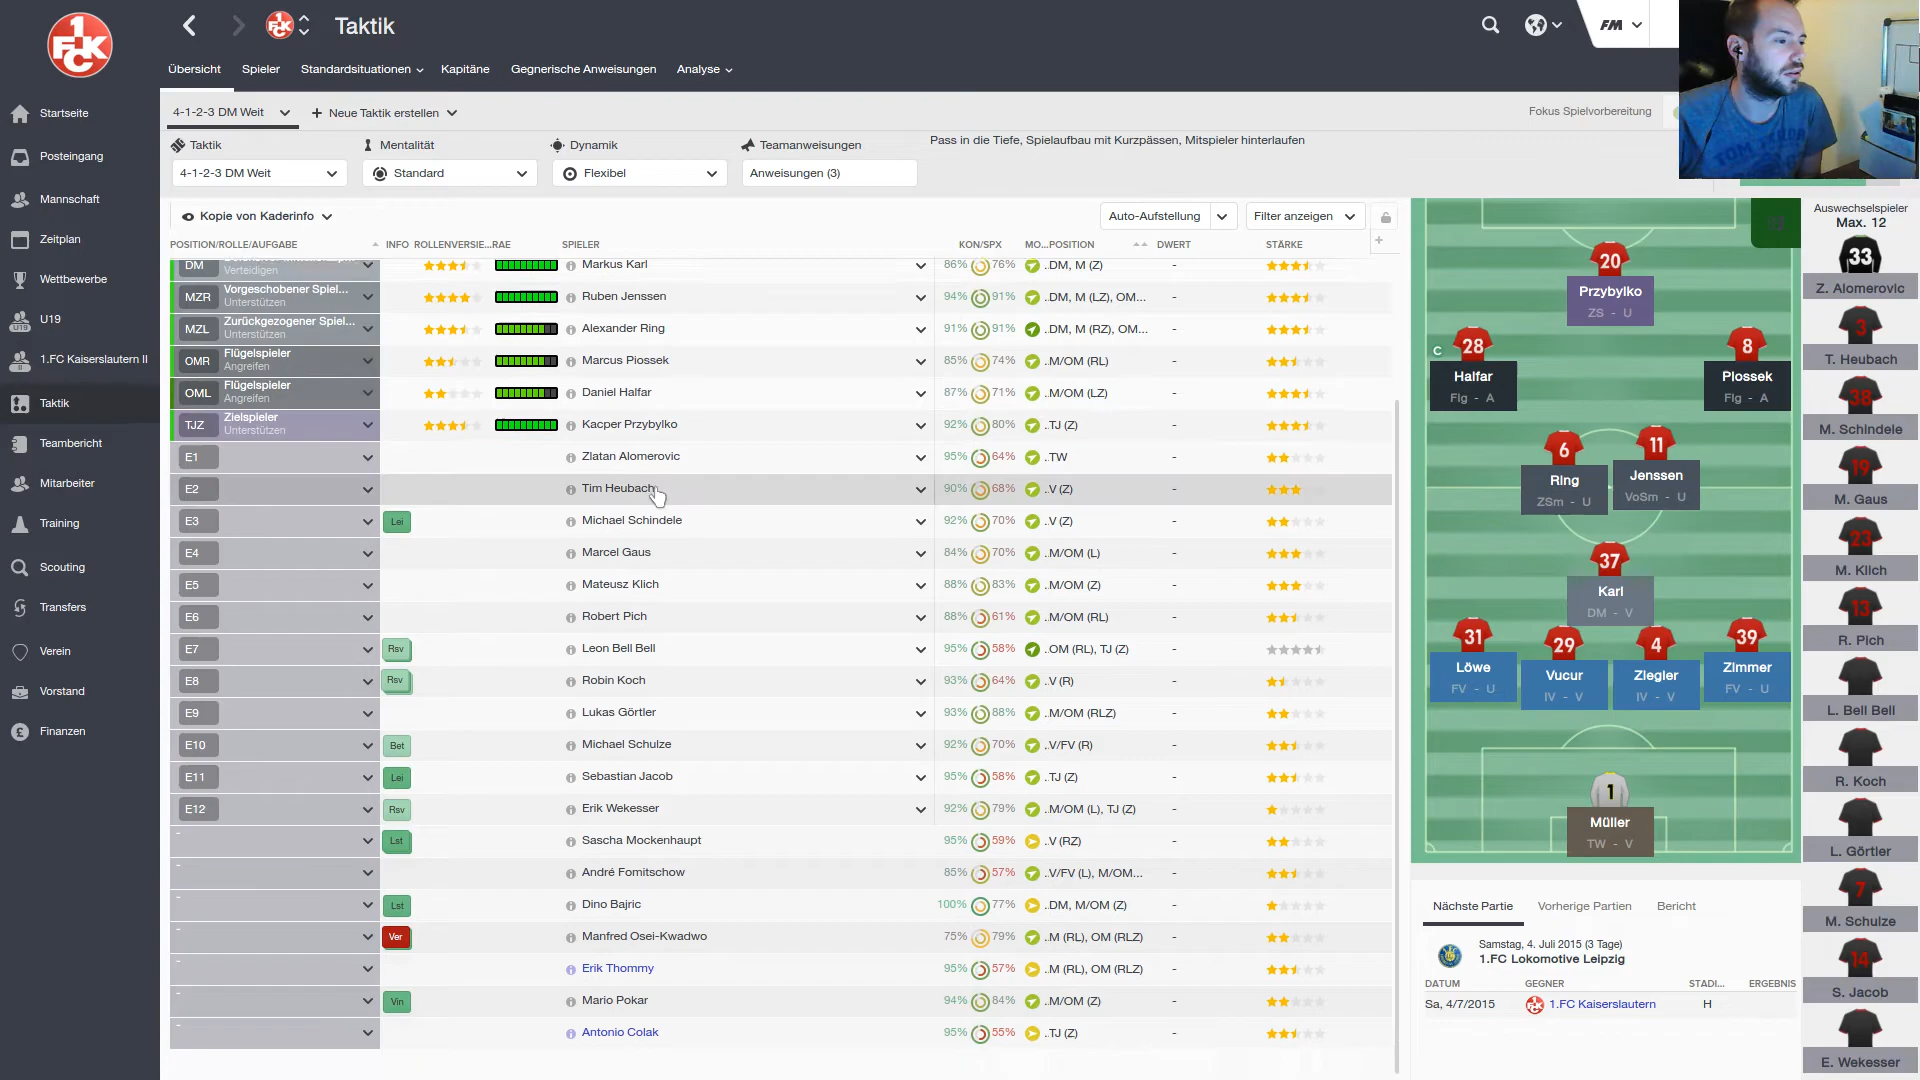 Taktik
FM
Übersicht
Spieler
Standardsituationen
Kapitäne
Gegnerische Anweisungen
Analyse
4-1-2-3 DM Weit
Neue Taktik erstellen
Fokus Spielvorbereitung
Taktik
Mentalität
Dynamik
Teamanweisungen
Pass in die Tiefe, Spielaufbau mit Kurzpässen, Mitspieler hinterlaufen
4-1-2-3 DM Weit
Standard
Flexibel
Anweisungen (3)
Startseite
Posteingang
Mannschaft
Zeitplan
Wettbewerbe
U19
1.FC Kaiserslautern II
Taktik
Teambericht
Mitarbeiter
Training
Scouting
Transfers
Verein
Vorstand
Finanzen
Kopie von Kaderinfo
Auto-Aufstellung
Filter anzeigen
POSITION/ROLLE/AUFGABE INFO ROLLENVERSIE...RAE SPIELER KON/SPX MO...POSITION DWERT STÄRKE
DM Verteidigen Markus Karl 86% 76% ..DM, M (Z) -
MZR Vorgeschobener Spiel... Unterstützen Ruben Jenssen 94% 91% ..DM, M (LZ), OM... -
MZL Zurückgezogener Spiel... Unterstützen Alexander Ring 91% 91% ..DM, M (RZ), OM... -
OMR Flügelspieler Angreifen Marcus Piossek 85% 74% ..M/OM (RL) -
OML Flügelspieler Angreifen Daniel Halfar 87% 71% ..M/OM (LZ) -
TJZ Zielspieler Unterstützen Kacper Przybylko 92% 80% ..TJ (Z) -
E1 Zlatan Alomerovic 95% 64% ..TW -
E2 Tim Heubach 90% 68% ..V (Z) -
E3 Lei Michael Schindele 92% 70% ..V (Z) -
E4 Marcel Gaus 84% 70% ..M/OM (L) -
E5 Mateusz Klich 88% 83% ..M/OM (Z) -
E6 Robert Pich 88% 61% ..M/OM (RL) -
E7 Rsv Leon Bell Bell 95% 58% ..OM (RL), TJ (Z) -
E8 Rsv Robin Koch 93% 64% ..V (R) -
E9 Lukas Görtler 93% 88% ..M/OM (RLZ) -
E10 Bet Michael Schulze 92% 70% ..V/FV (R) -
E11 Lei Sebastian Jacob 95% 58% ..TJ (Z) -
E12 Rsv Erik Wekesser 92% 79% ..M/OM (L), TJ (Z) -
- Lst Sascha Mockenhaupt 95% 59% ..V (RZ) -
- André Fomitschow 85% 57% ..V/FV (L), M/OM... -
- Lst Dino Bajric 100% 77% ..DM, M/OM (Z) -
- Ver Manfred Osei-Kwadwo 75% 79% ..M (RL), OM (RLZ) -
- Erik Thommy 95% 57% ..M (RL), OM (RLZ) -
- Vin Mario Pokar 94% 84% ..M/OM (Z) -
- Antonio Colak 95% 55% ..TJ (Z) -
20
Przybylko
ZS - U
C 28 8
Halfar Piossek
Flg - A Flg - A
6 11
Ring Jenssen
ZSm - U VoSm - U
37
Karl
DM - V
31 29 4 39
Löwe Vucur Ziegler Zimmer
FV - U IV - V IV - V FV - U
1
Müller
TW - V
Auswechselspieler
Max. 12
33
Z. Alomerovic
3
T. Heubach
38
M. Schindele
19
M. Gaus
23
M. Klich
13
R. Pich
L. Bell Bell
R. Koch
L. Görtler
7
M. Schulze
14
S. Jacob
E. Wekesser
Nächste Partie
Vorherige Partien
Bericht
Samstag, 4. Juli 2015 (3 Tage)
1.FC Lokomotive Leipzig
DATUM GEGNER STADI... ERGEBNIS
Sa, 4/7/2015 1.FC Kaiserslautern H